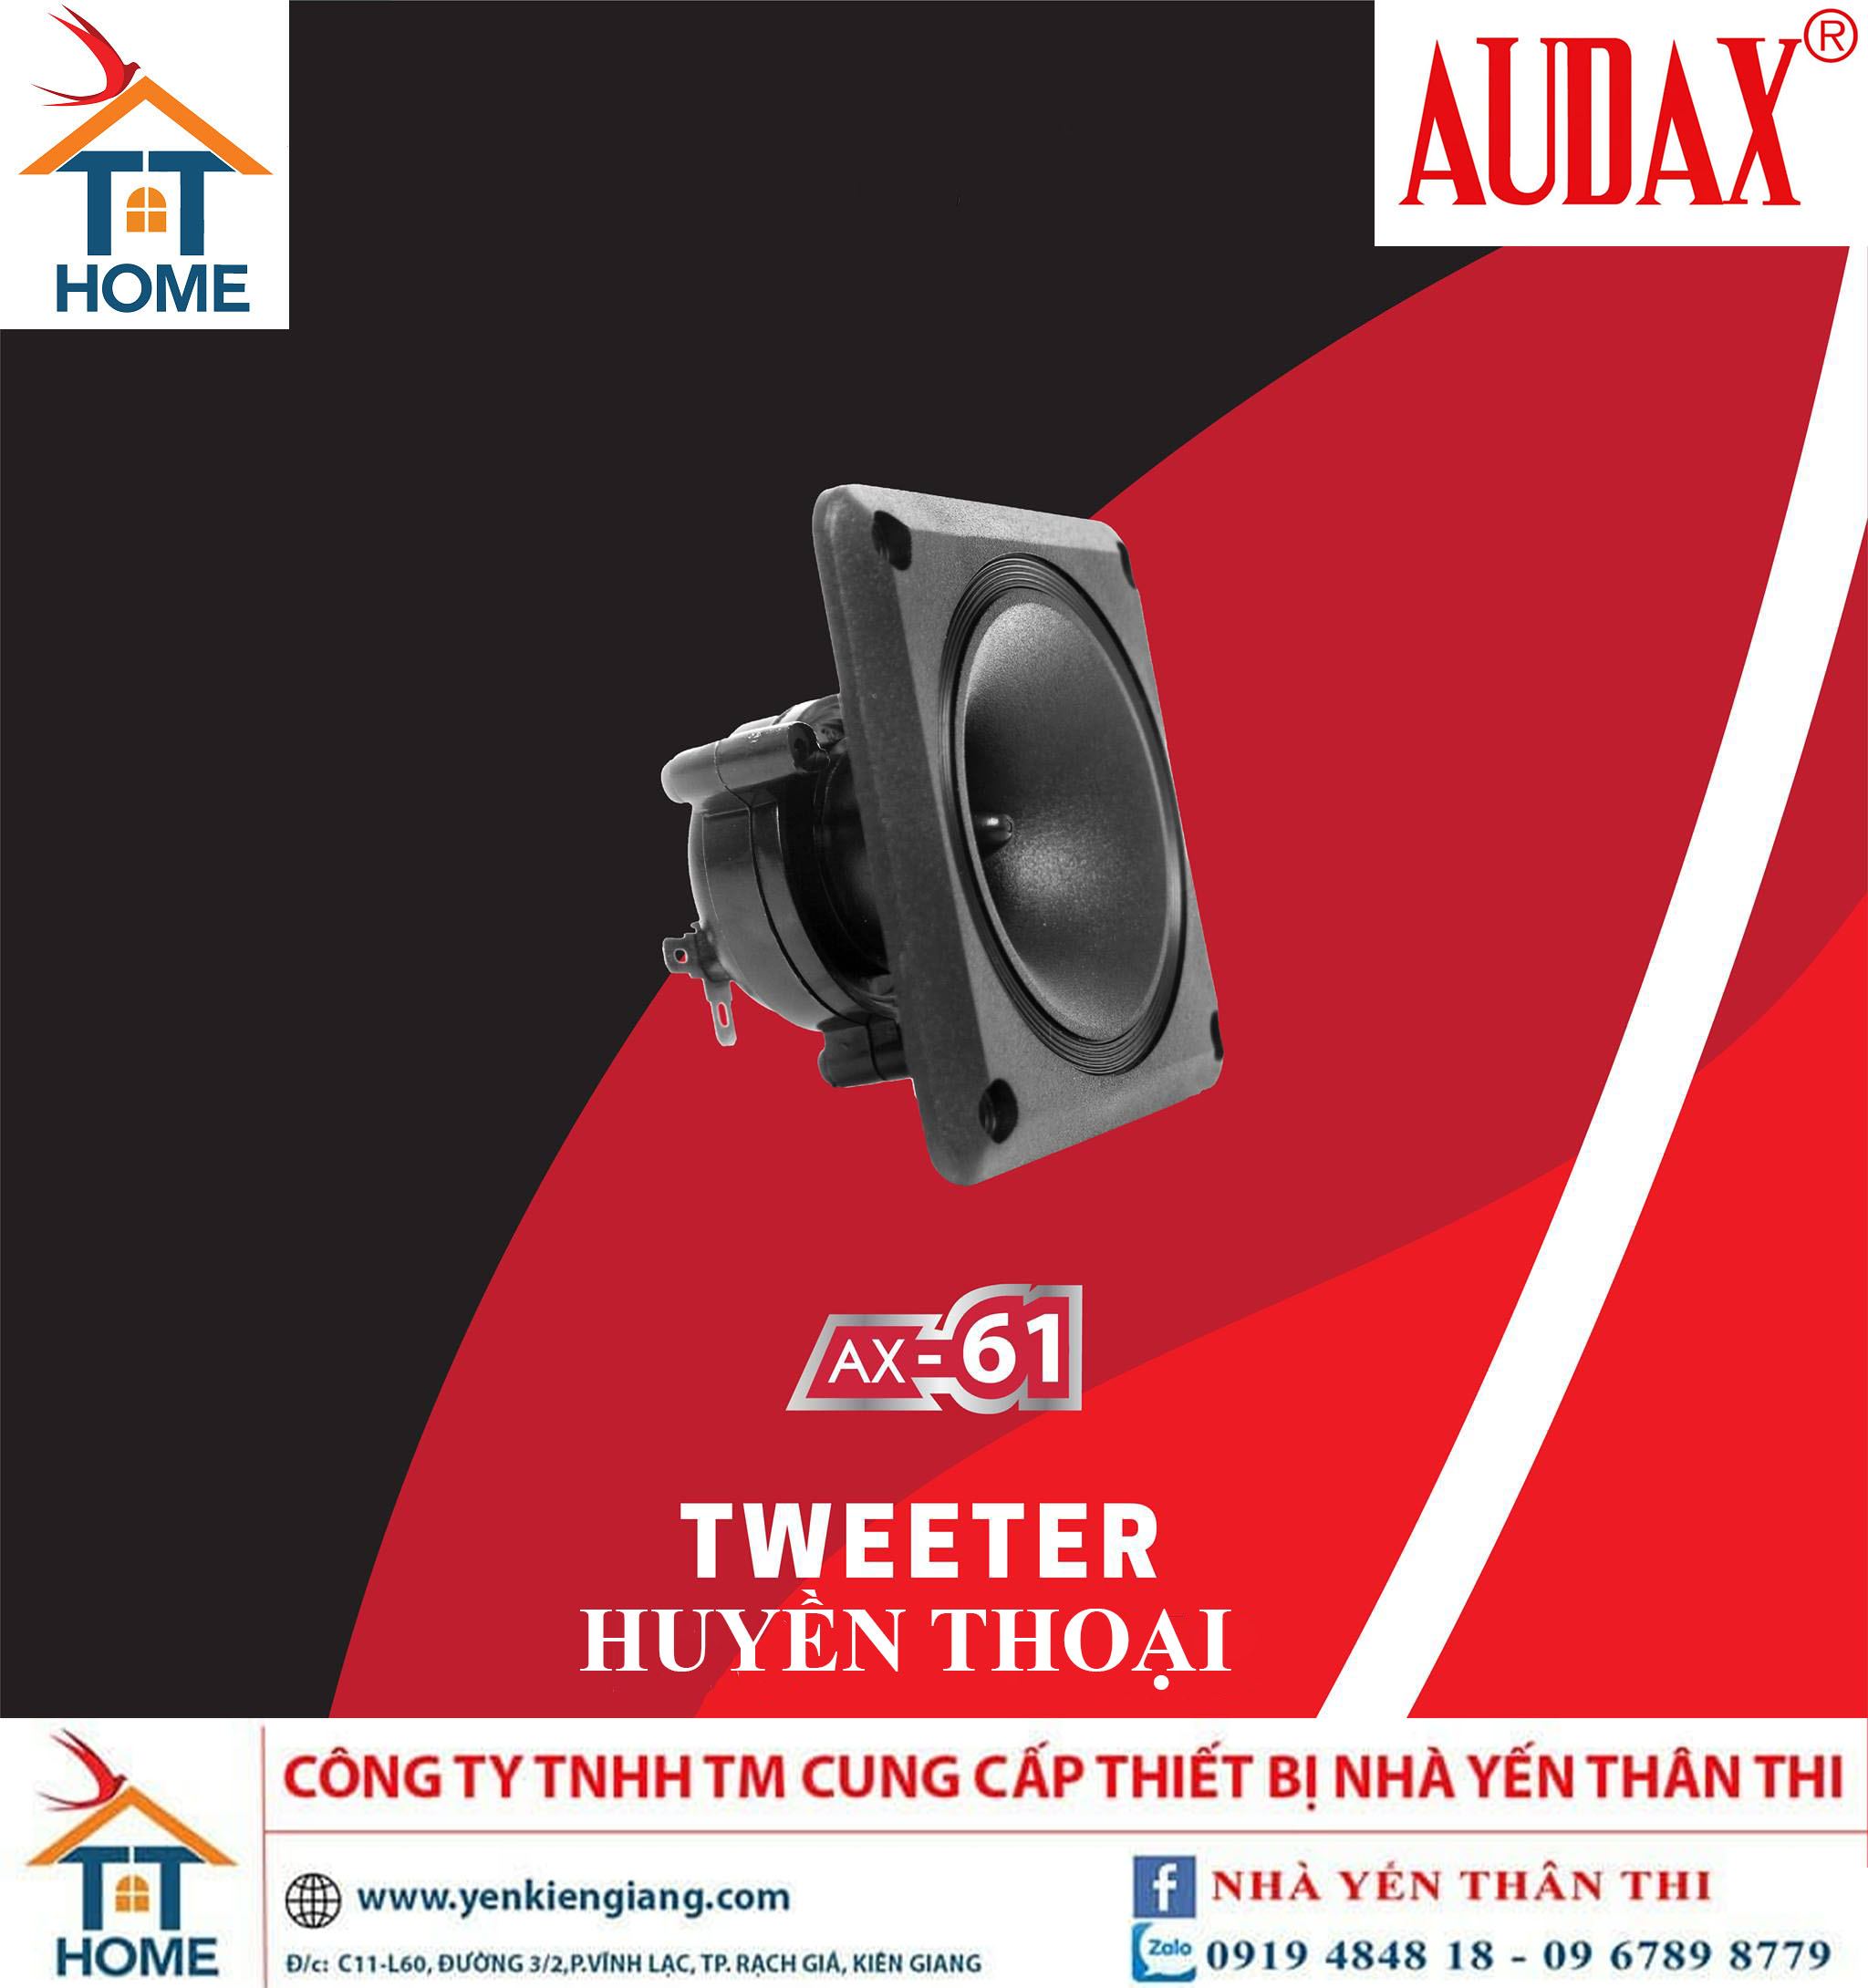 TT
HOME
AUDAX®
AX-61
TWEETER
HUYỀN THOẠI
TT
HOME
CÔNG TY TNHH TM CUNG CẤP THIẾT BỊ NHÀ YẾN THÂN THI
www.yenkiengiang.com
NHÀ YẾN THÂN THI
Đ/c: C11-L60, ĐƯỜNG 3/2,P.VĨNH LẠC, TP. RẠCH GIÁ, KIÊN GIANG
Zalo 0919 4848 18 - 09 6789 8779